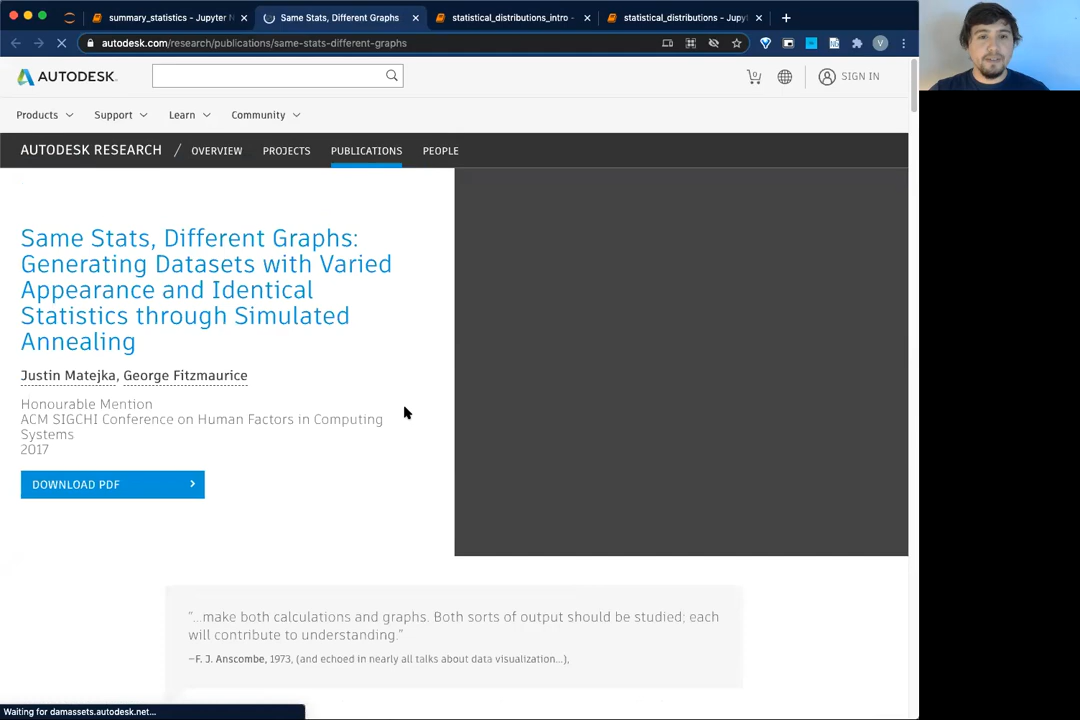 summary_statistics - Jupyter N
Same Stats, Different Graphs
statistical_distributions_intro -
statistical_distributions - Jupyt
autodesk.com/research/publications/same-stats-different-graphs
V
AUTODESK.
0
SIGN IN
Products
Support
Learn
Community
AUTODESK RESEARCH / OVERVIEW PROJECTS PUBLICATIONS PEOPLE
Same Stats, Different Graphs:
Generating Datasets with Varied
Appearance and Identical
Statistics through Simulated
Annealing
Justin Matejka, George Fitzmaurice
Honourable Mention
ACM SIGCHI Conference on Human Factors in Computing
Systems
2017
DOWNLOAD PDF
“...make both calculations and graphs. Both sorts of output should be studied; each
will contribute to understanding.”
—F. J. Anscombe, 1973, (and echoed in nearly all talks about data visualization...),
Waiting for damassets.autodesk.net...